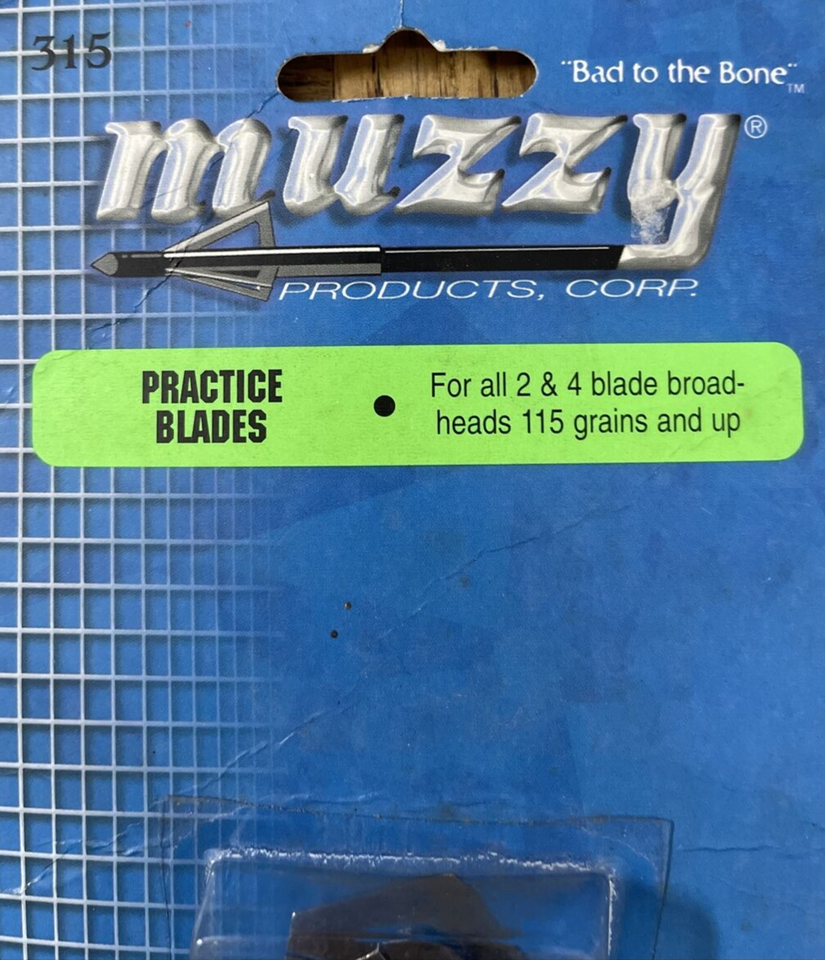 315
"Bad to the Bone"™
muzzy®
PRODUCTS, CORP.
PRACTICE
BLADES
•
For all 2 & 4 blade broad-
heads 115 grains and up